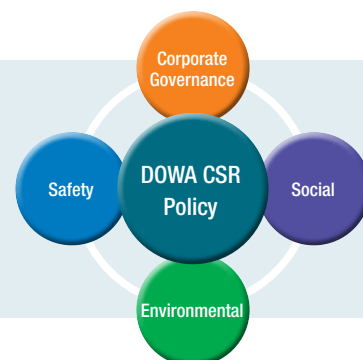 Corporate
Governance
Safety
DOWA CSR
Policy
Social
Environmental